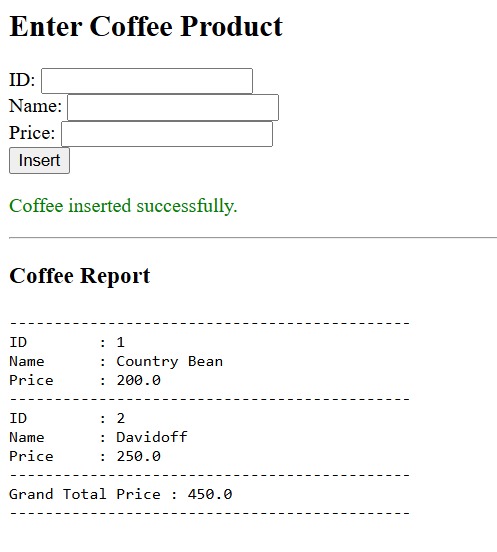 Enter Coffee Product
ID:
Name:
Price:
Insert
Coffee inserted successfully.
Coffee Report
---------------------------------------------
ID        : 1
Name      : Country Bean
Price     : 200.0
---------------------------------------------
ID        : 2
Name      : Davidoff
Price     : 250.0
---------------------------------------------
Grand Total Price : 450.0
---------------------------------------------